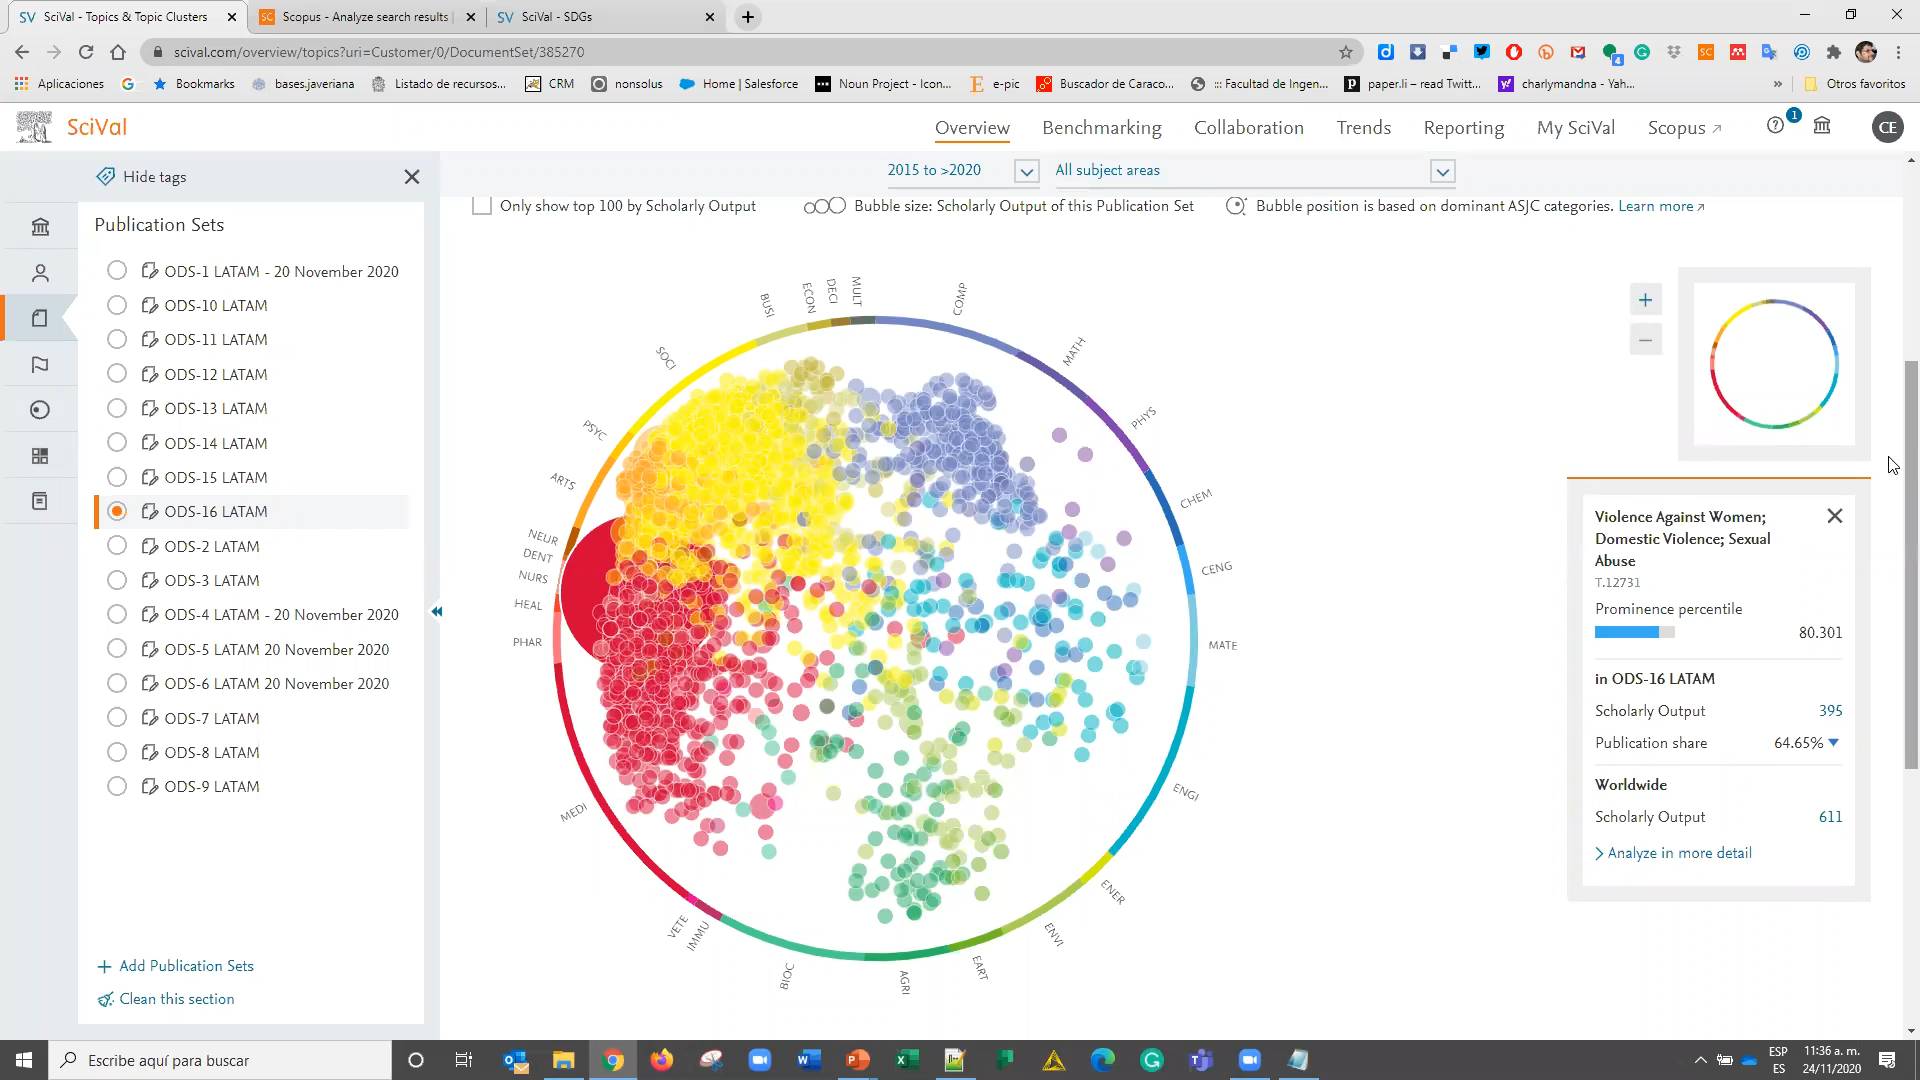 SciVal - Topics & Topic Clusters
Scopus - Analyze search results
SciVal - SDGs
scival.com/overview/topics?uri=Customer/0/DocumentSet/385270
Aplicaciones
Bookmarks
bases.javeriana
Listado de recursos...
CRM
nonsolus
Home | Salesforce
Noun Project - Icon...
e-pic
Buscador de Caraco...
::: Facultad de Ingen...
paper.li – read Twitt...
charlymandna - Yah...
»
Otros favoritos
SciVal
Overview
Benchmarking
Collaboration
Trends
Reporting
My SciVal
Scopus
1
CE
Hide tags
2015 to >2020
All subject areas
Only show top 100 by Scholarly Output
Bubble size: Scholarly Output of this Publication Set
Bubble position is based on dominant ASJC categories. Learn more
Publication Sets
ODS-1 LATAM - 20 November 2020
ODS-10 LATAM
ODS-11 LATAM
ODS-12 LATAM
ODS-13 LATAM
ODS-14 LATAM
ODS-15 LATAM
ODS-16 LATAM
ODS-2 LATAM
ODS-3 LATAM
ODS-4 LATAM - 20 November 2020
ODS-5 LATAM 20 November 2020
ODS-6 LATAM 20 November 2020
ODS-7 LATAM
ODS-8 LATAM
ODS-9 LATAM
Add Publication Sets
Clean this section
MULT
COMP
MATH
PHYS
CHEM
CENG
MATE
ENGI
ENER
ENVI
EART
AGRI
BIOC
IMMU
VETE
MEDI
PHAR
HEAL
NURS
DENT
NEUR
ARTS
PSYC
SOCI
BUSI
ECON
DECI
Violence Against Women;
Domestic Violence; Sexual
Abuse
T.12731
Prominence percentile
80.301
in ODS-16 LATAM
Scholarly Output 395
Publication share 64.65%
Worldwide
Scholarly Output 611
Analyze in more detail
Escribe aquí para buscar
ESP
ES
11:36 a. m.
24/11/2020